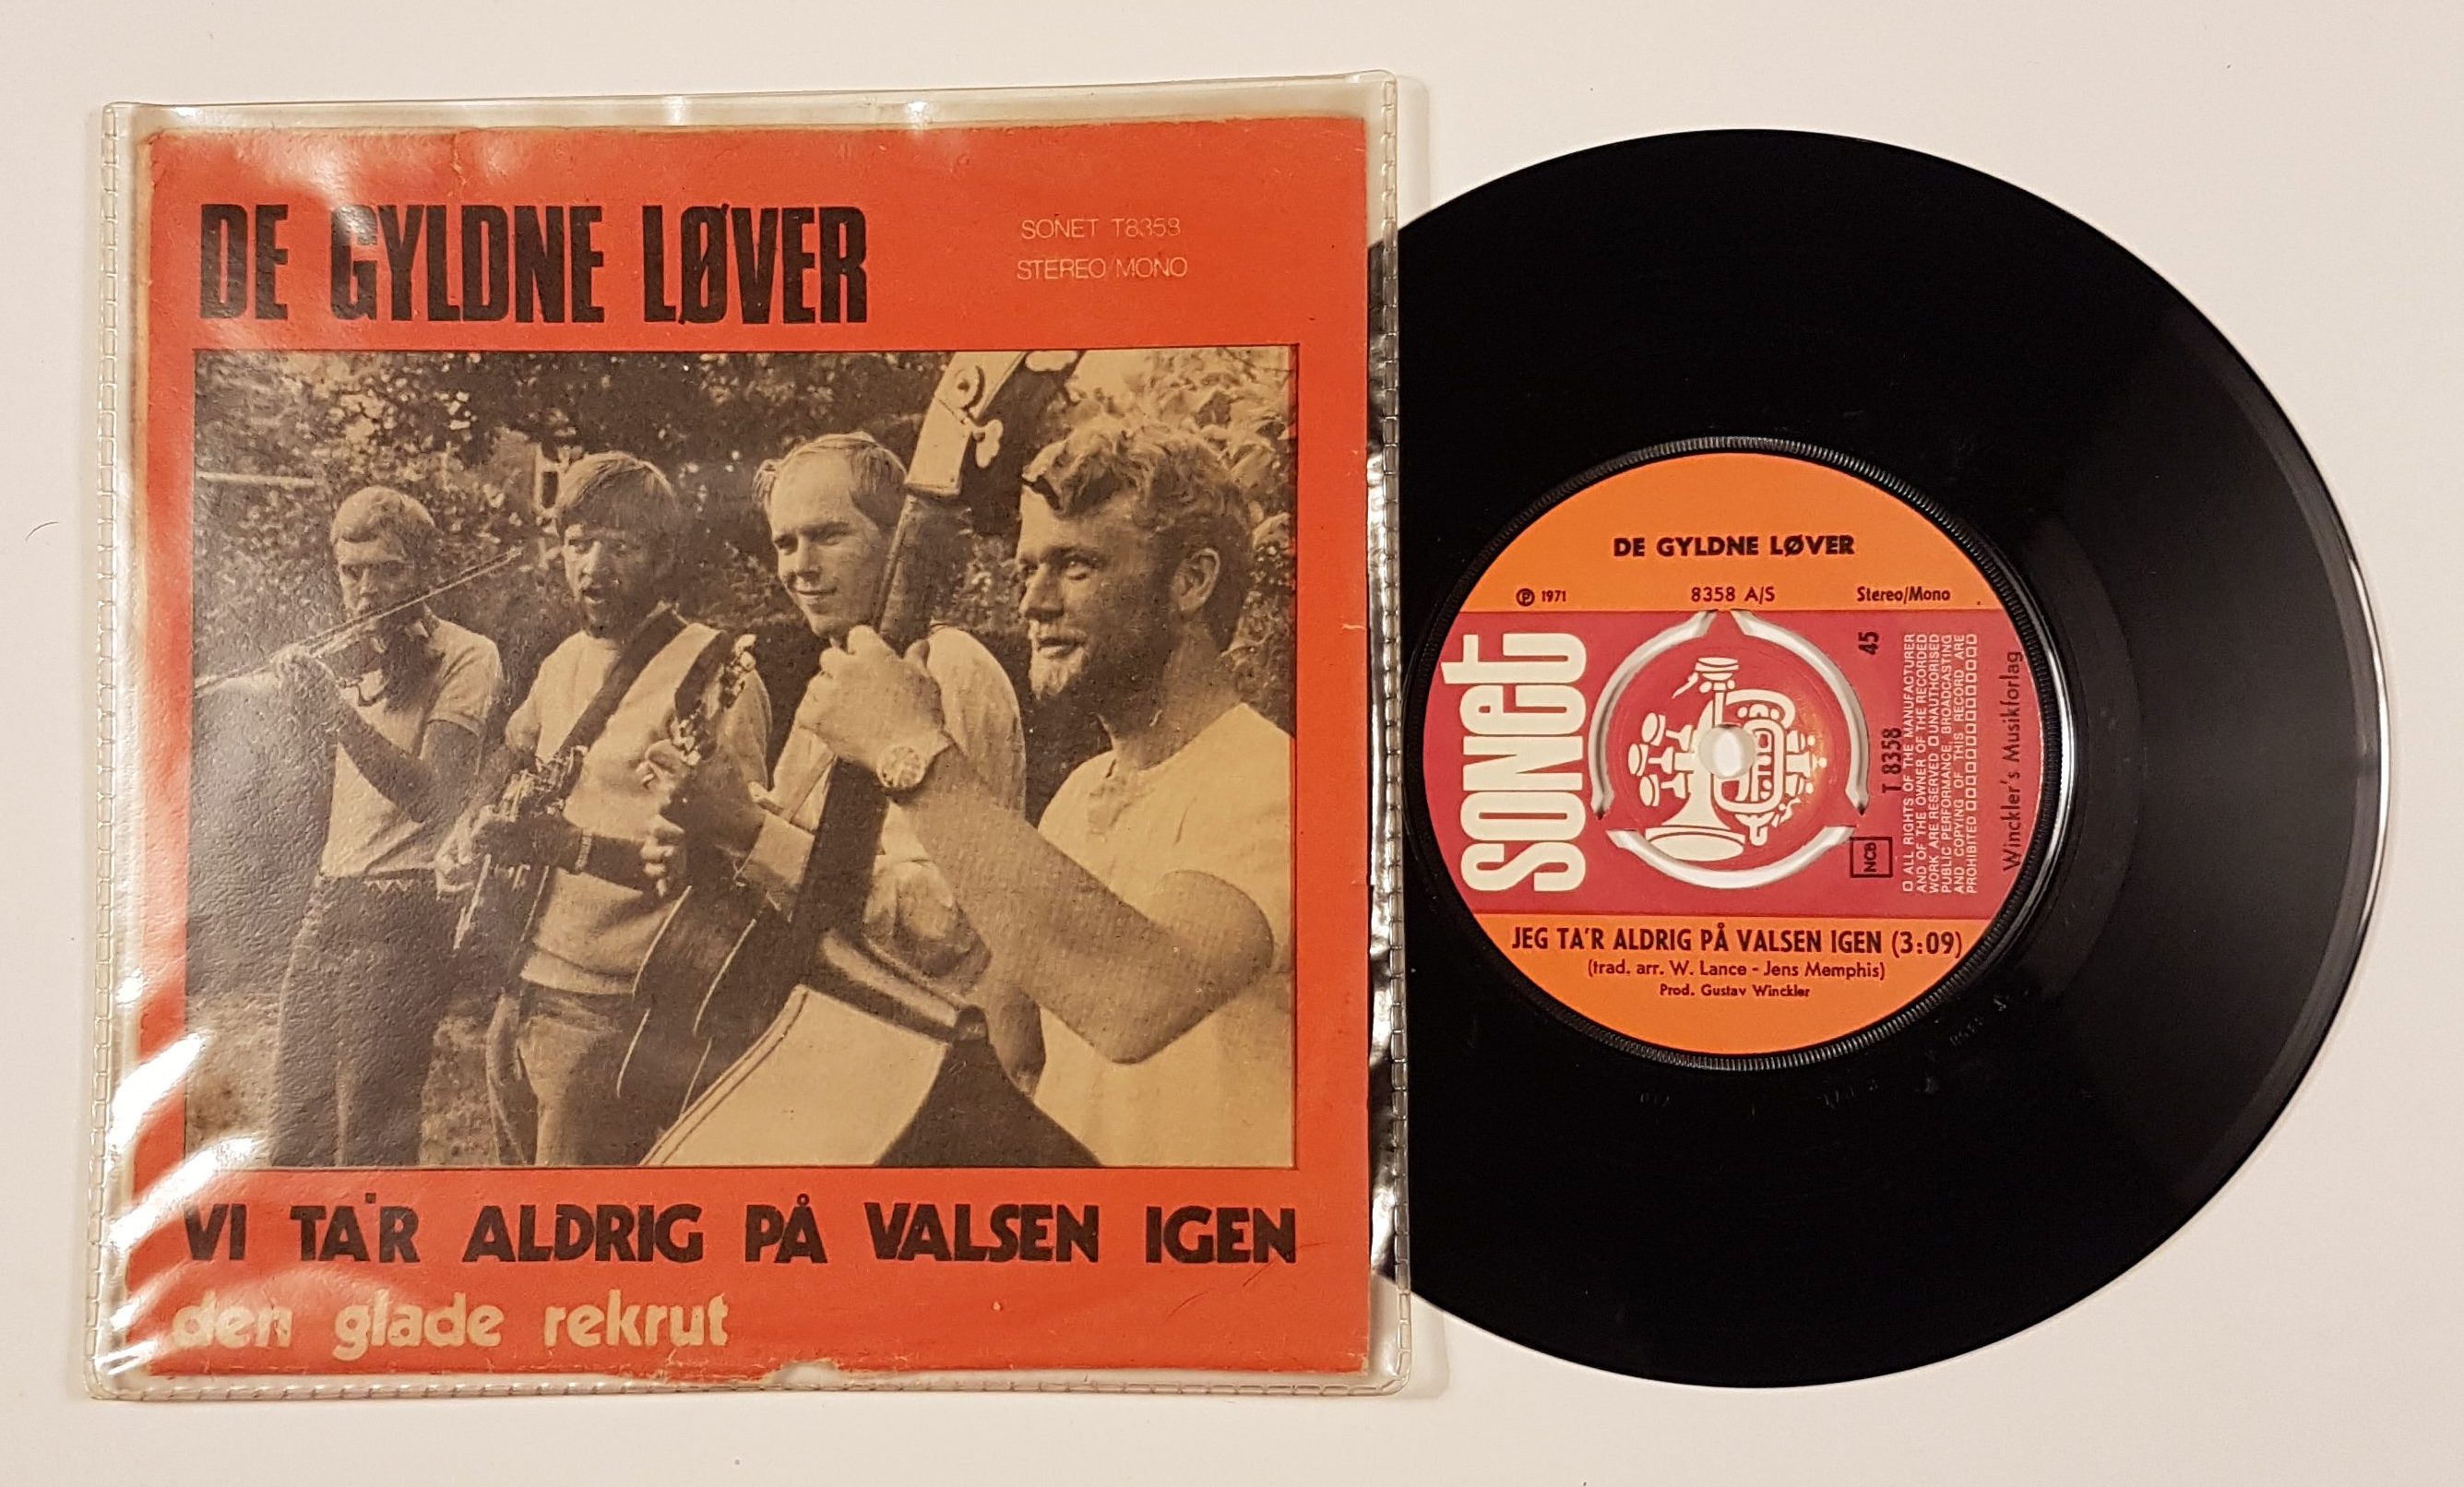 DE GYLDNE LØVER
SONET T8358
STEREO/MONO
VI TA'R ALDRIG PÅ VALSEN IGEN
den glade rekrut
DE GYLDNE LØVER
℗ 1971 8358 A/S Stereo/Mono
sonet
45
T 8358
NCB
□ ALL RIGHTS OF THE MANUFACTURER
AND OF THE OWNER OF THE RECORDED
WORK ARE RESERVED □ UNAUTHORISED
PUBLIC PERFORMANCE, BROADCASTING
AND COPYING OF THIS RECORD ARE
PROHIBITED □□□□□□□□□□□□□
Winckler's Musikforlag
JEG TA'R ALDRIG PÅ VALSEN IGEN (3:09)
(trad. arr. W. Lance - Jens Memphis)
Prod. Gustav Winckler